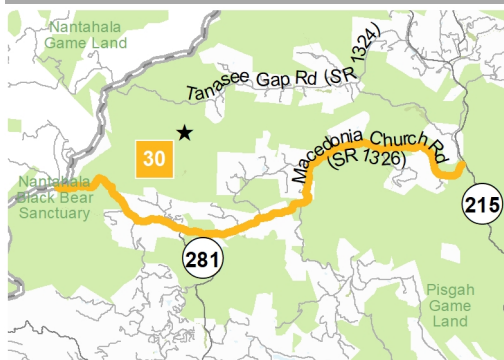 Nantahala
Game Land
Tanasee Gap Rd (SR 1324)
30
Macedonia Church Rd
(SR 1326)
Nantahala
Black Bear
Sanctuary
215
281
Pisgah
Game
Land